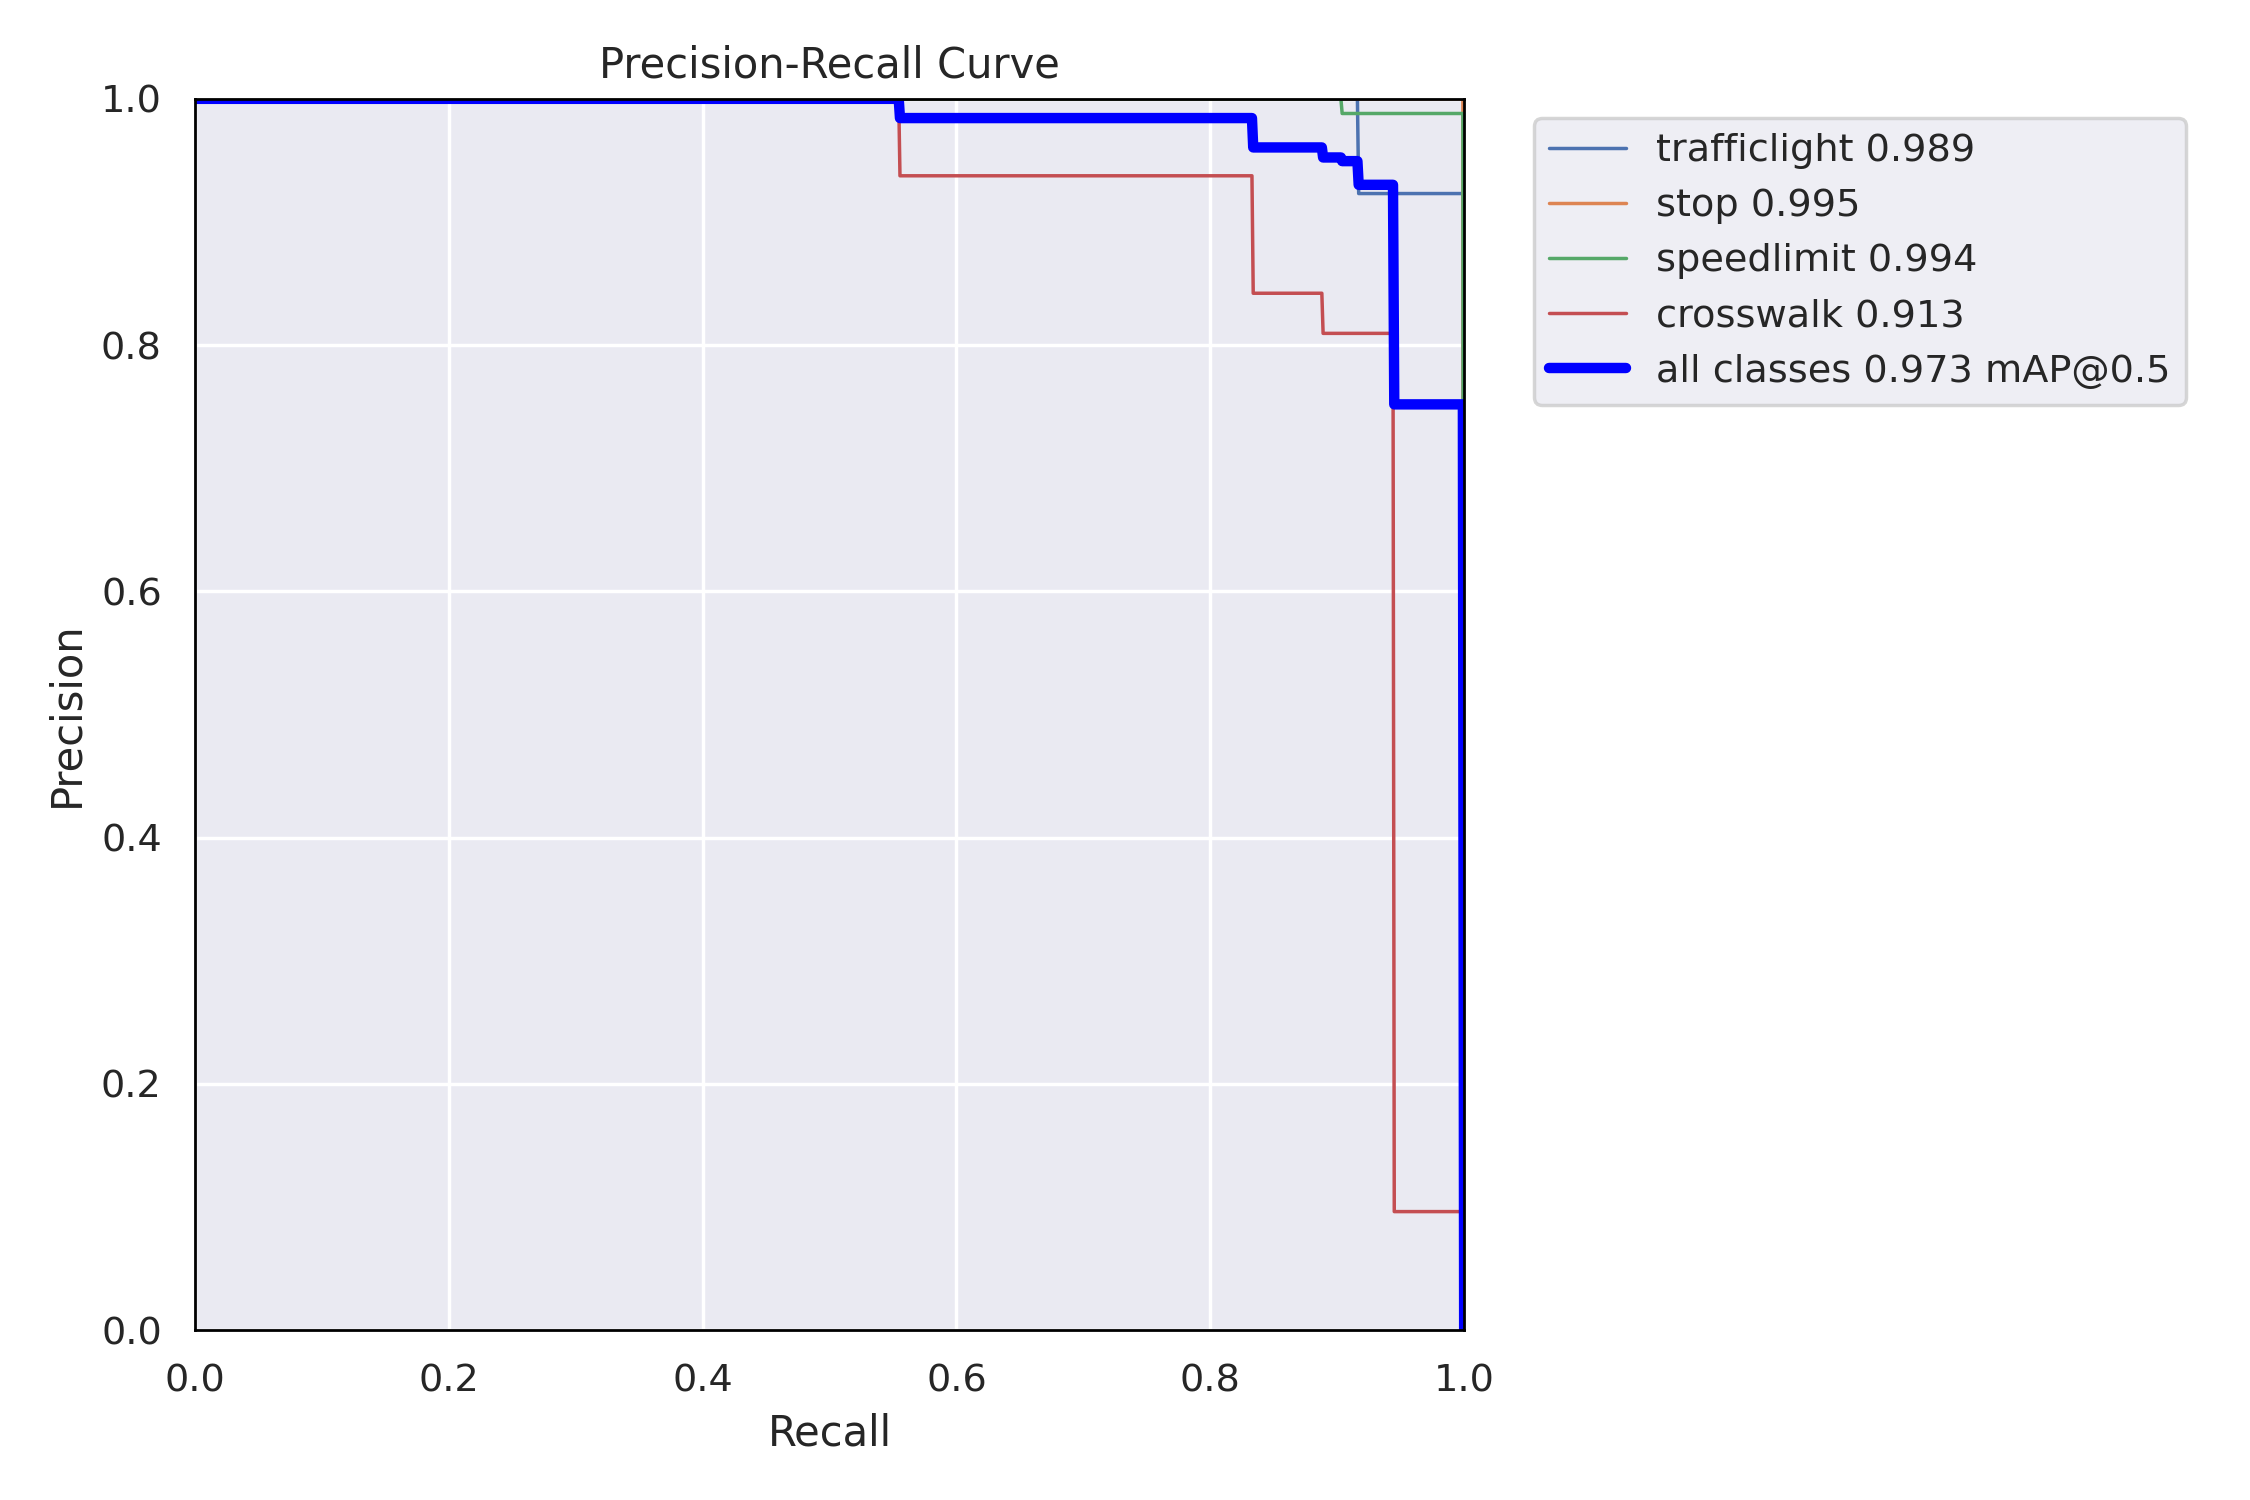 Precision-Recall Curve
1.0
0.8
0.6
0.4
0.2
0.0
Precision
0.0 0.2 0.4 0.6 0.8 1.0
Recall
trafficlight 0.989
stop 0.995
speedlimit 0.994
crosswalk 0.913
all classes 0.973 mAP@0.5